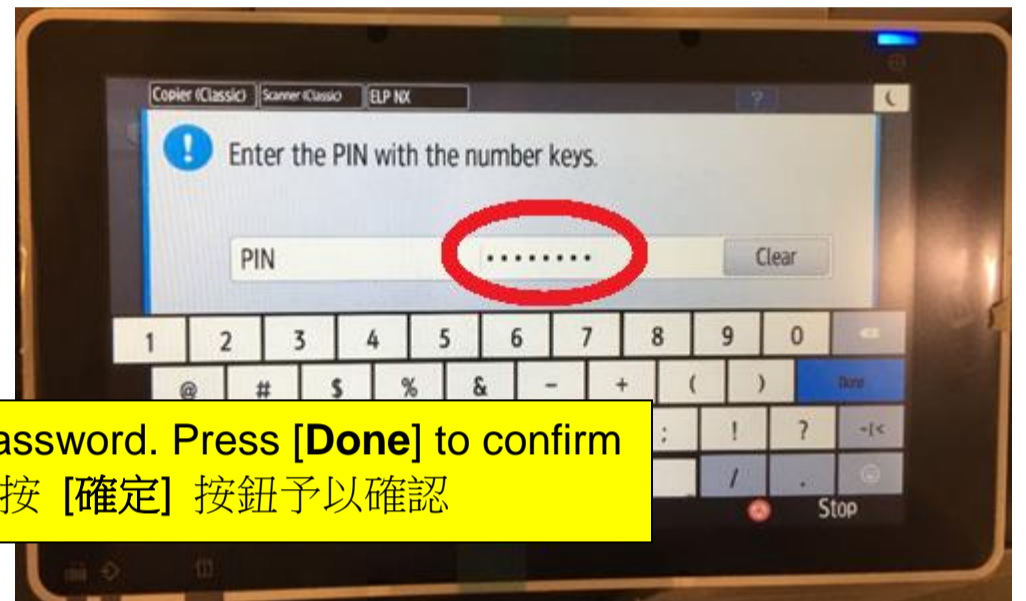 Copier (Classic) Scanner (Classic) ELP NX ?
! Enter the PIN with the number keys.
PIN •••••••• Clear
1 2 3 4 5 6 7 8 9 0
@ # $ % & - + ( ) Done
: ! ? ~[<
/ .
Stop
assword. Press [Done] to confirm
按 [確定] 按鈕予以確認